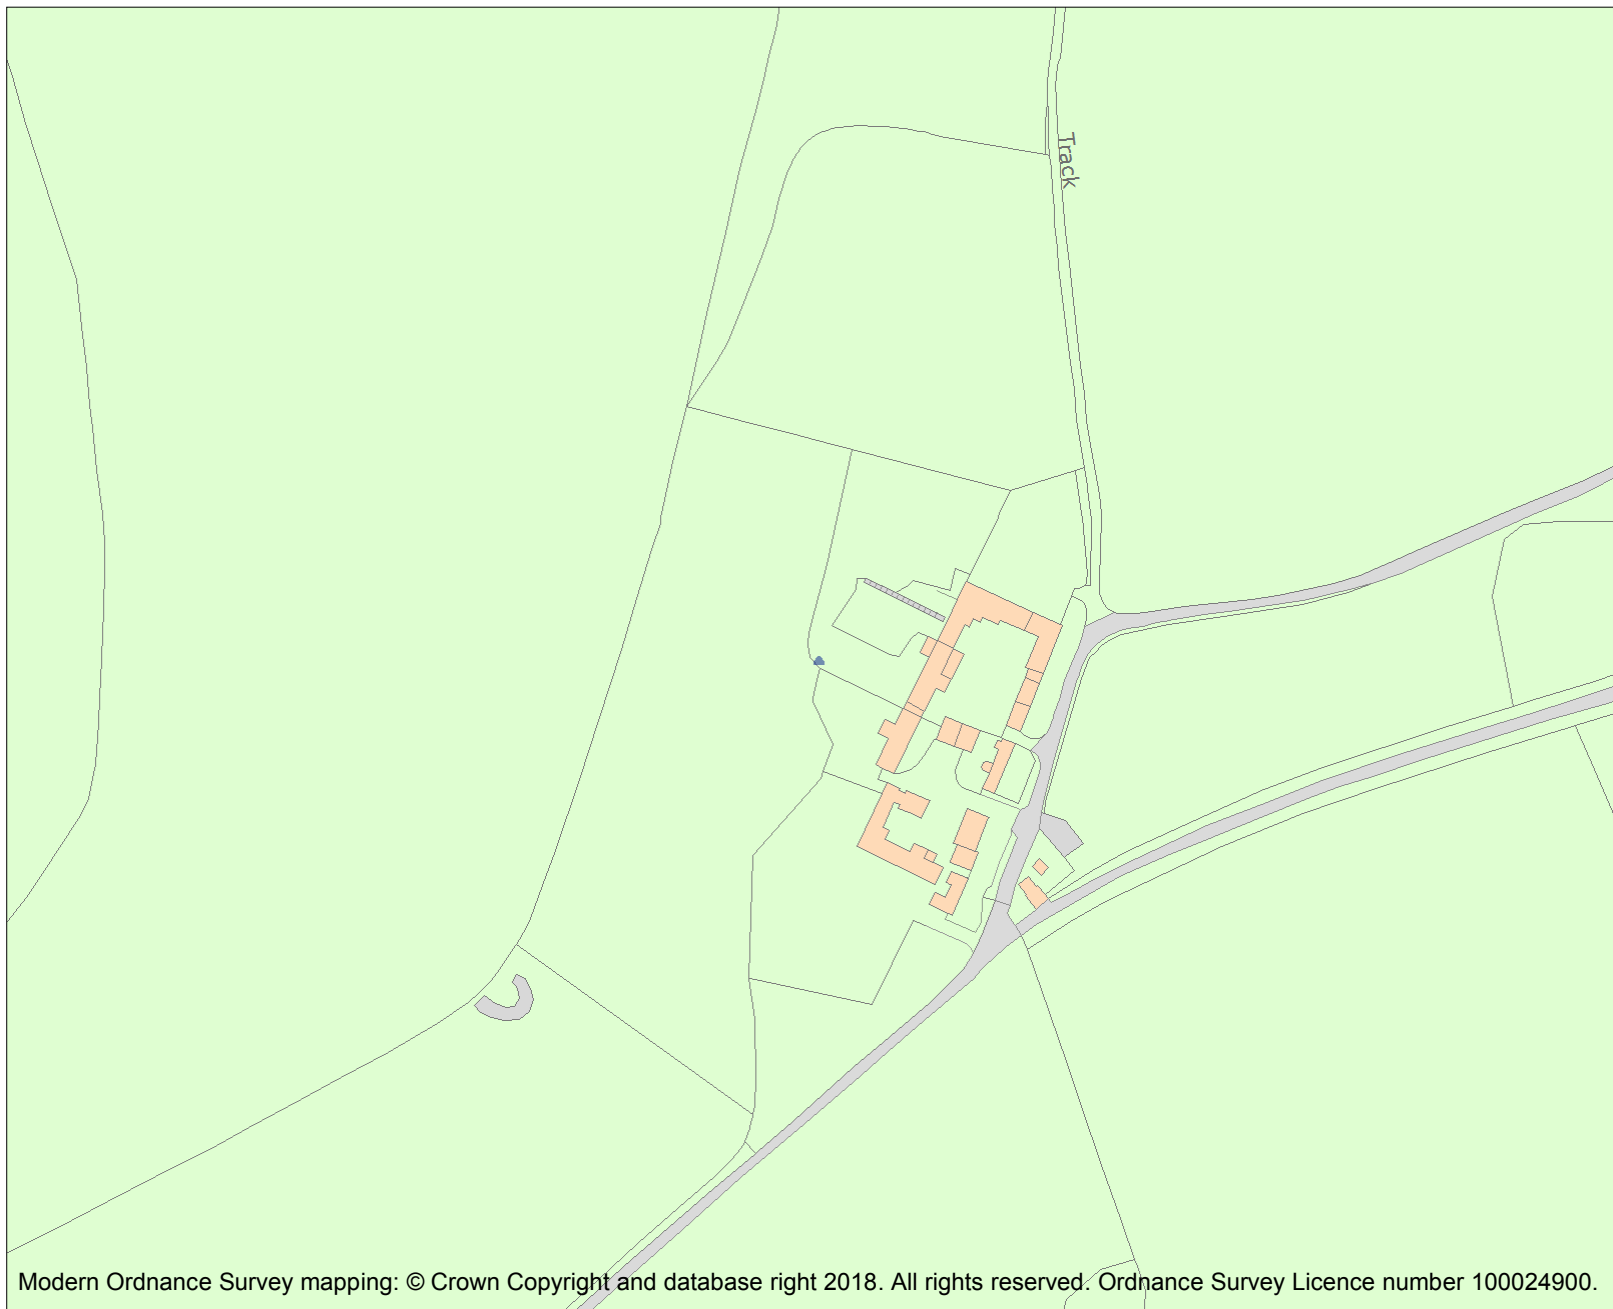 Track
Modern Ordnance Survey mapping: © Crown Copyright and database right 2018. All rights reserved. Ordnance Survey Licence number 100024900.